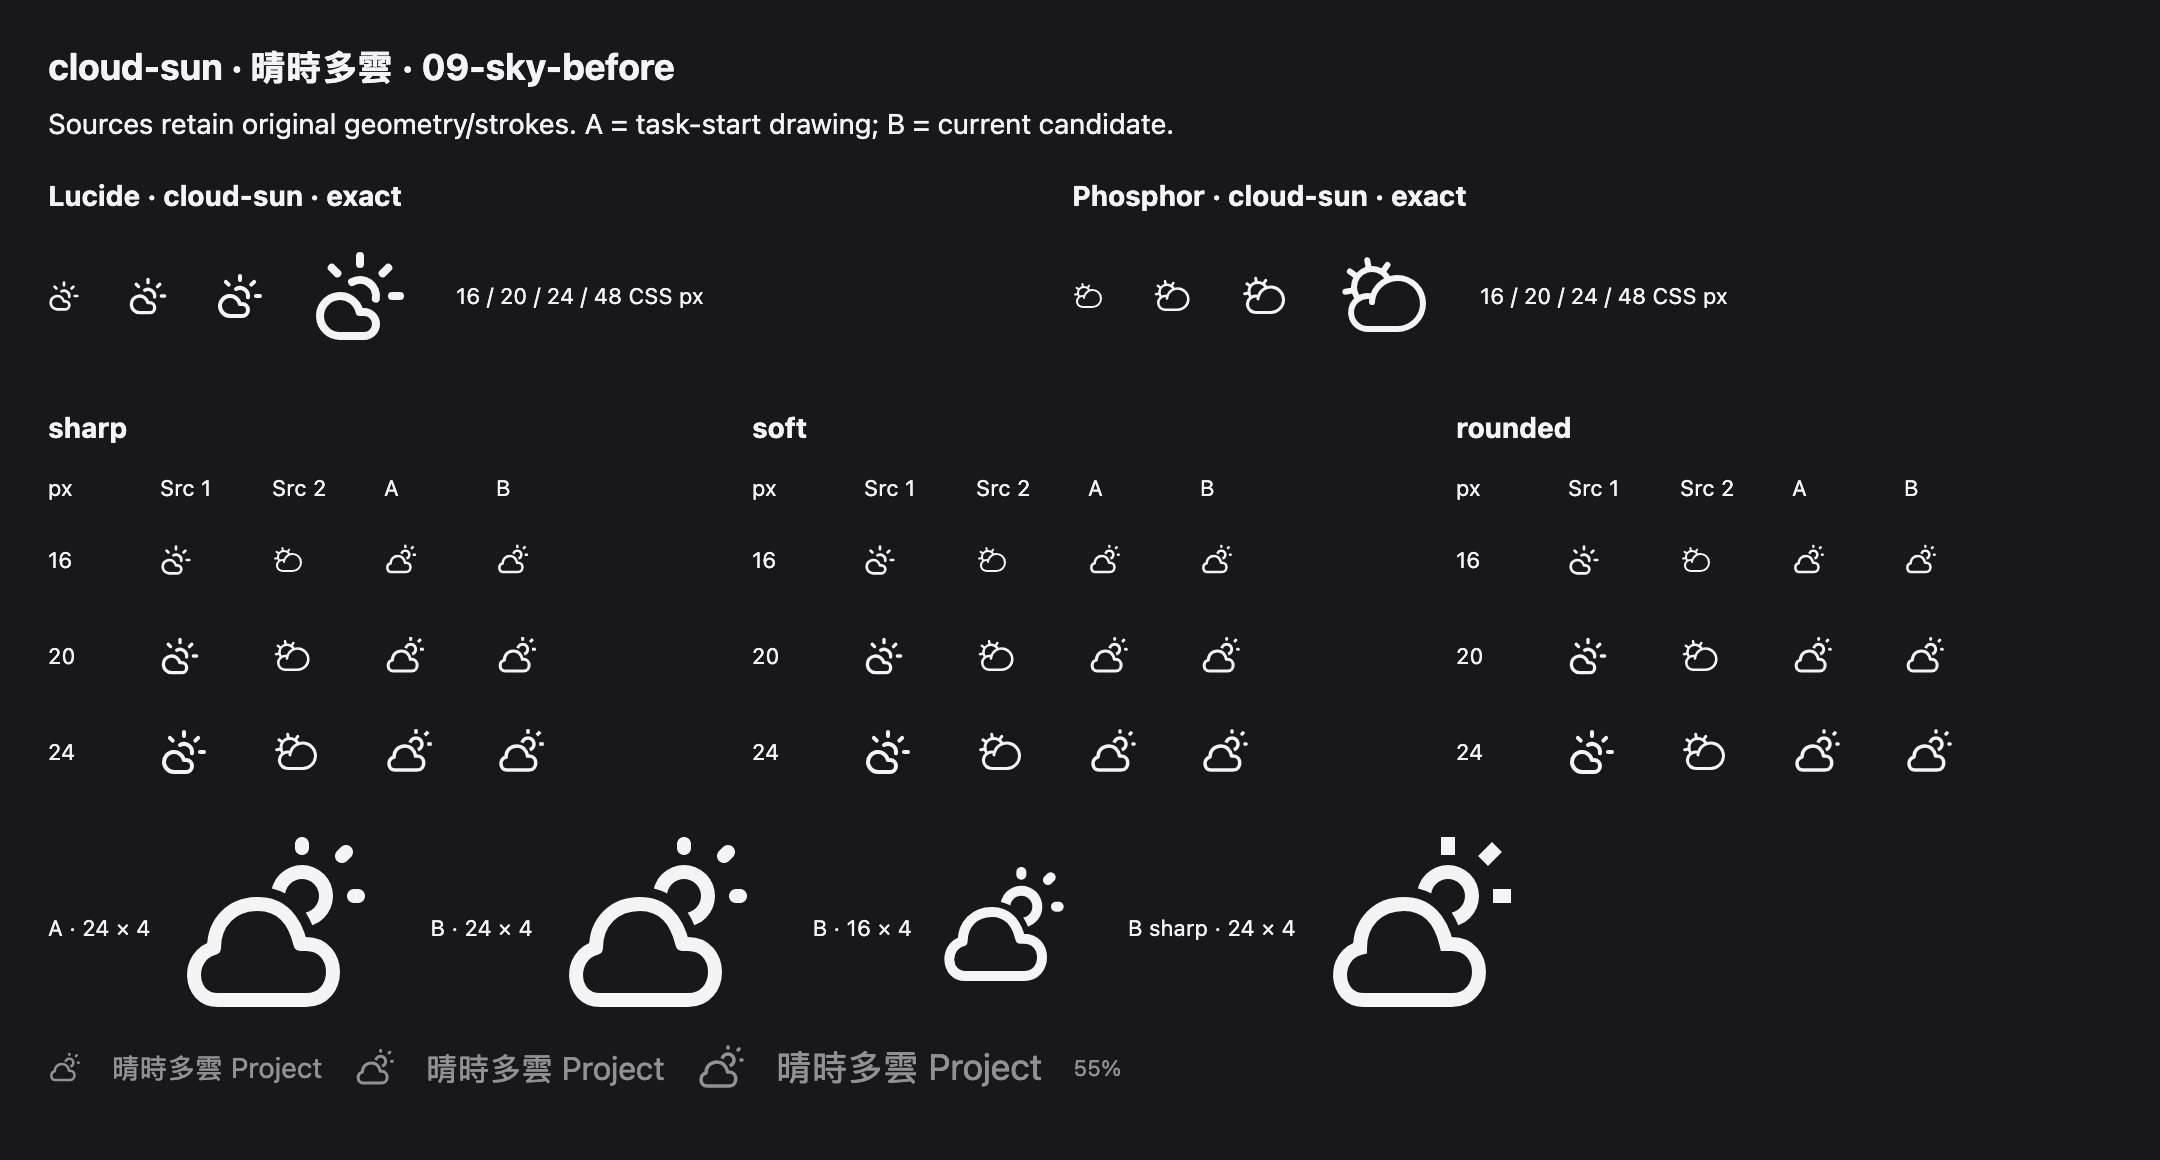 cloud-sun · 晴時多雲 · 09-sky-before
Sources retain original geometry/strokes. A = task-start drawing; B = current candidate.
Lucide · cloud-sun · exact
16 / 20 / 24 / 48 CSS px
Phosphor · cloud-sun · exact
16 / 20 / 24 / 48 CSS px
sharp
px Src 1 Src 2 A B
16
20
24
soft
px Src 1 Src 2 A B
16
20
24
rounded
px Src 1 Src 2 A B
16
20
24
A · 24 × 4
B · 24 × 4
B · 16 × 4
B sharp · 24 × 4
晴時多雲 Project 晴時多雲 Project 晴時多雲 Project 55%